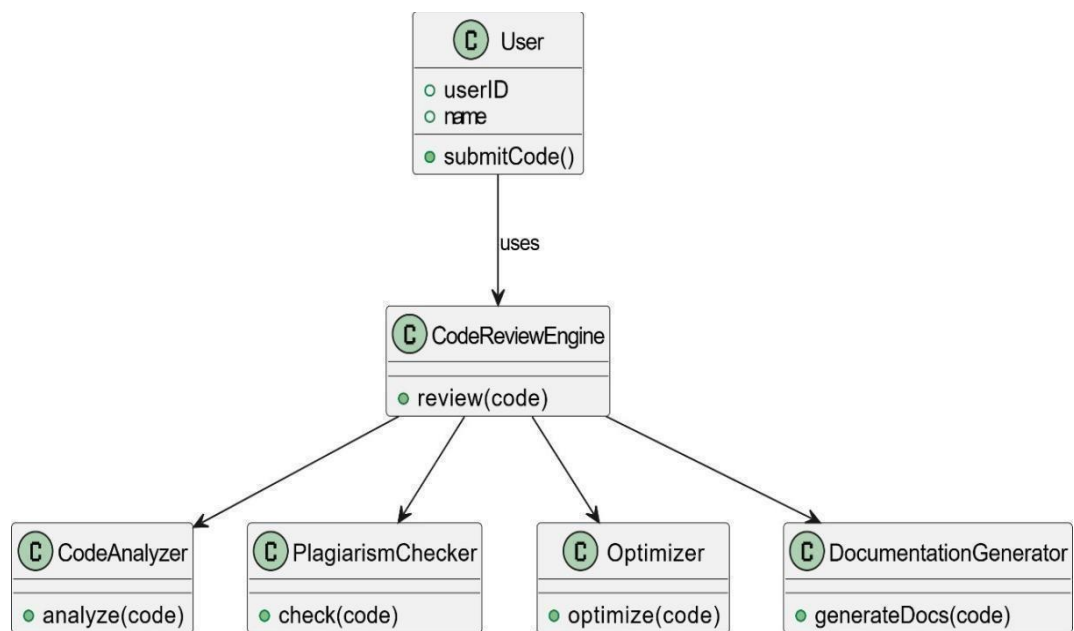 C User
userID
name
submitCode()
uses
C CodeReviewEngine
review(code)
C CodeAnalyzer
analyze(code)
C PlagiarismChecker
check(code)
C Optimizer
optimize(code)
C DocumentationGenerator
generateDocs(code)